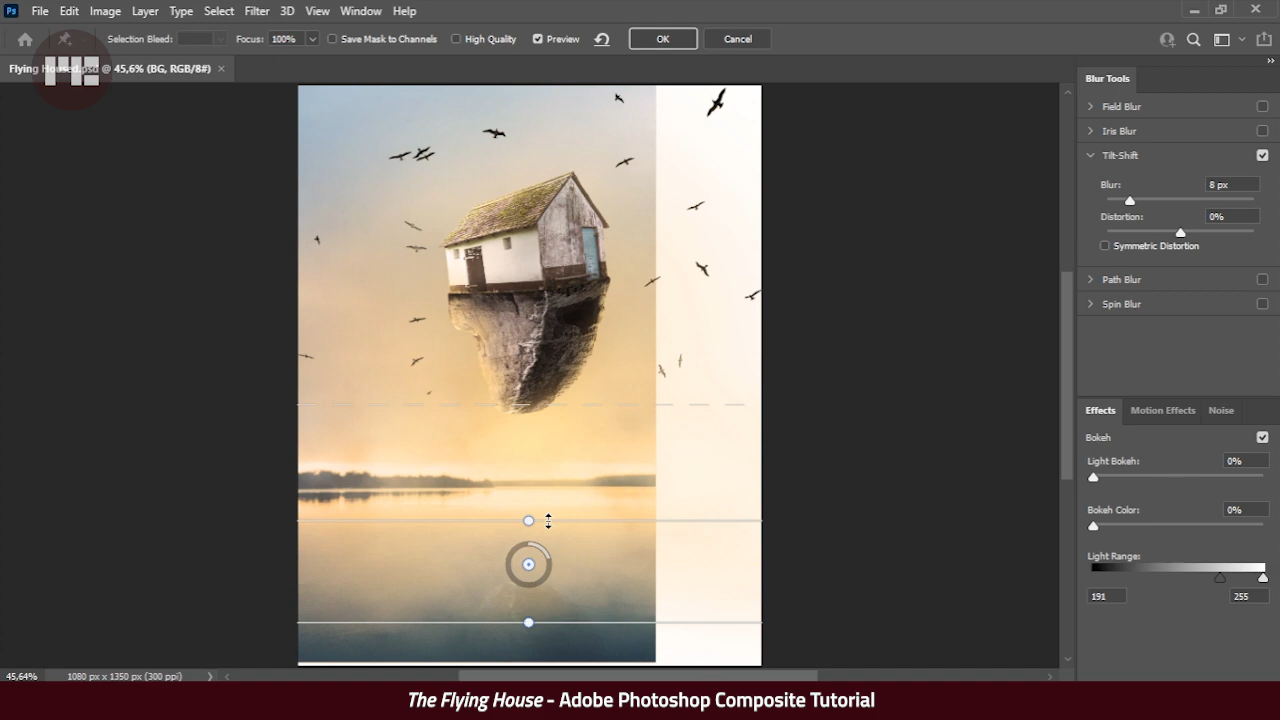 Ps File Edit Image Layer Type Select Filter 3D View Window Help
Selection Bleed: Focus: 100% Save Mask to Channels High Quality Preview OK Cancel
Flying Housed.psd @ 45,6% (BG, RGB/8#) ×
Blur Tools
Field Blur
Iris Blur
Tilt-Shift
Blur: 8 px
Distortion: 0%
Symmetric Distortion
Path Blur
Spin Blur
Effects Motion Effects Noise
Bokeh
Light Bokeh: 0%
Bokeh Color: 0%
Light Range:
191 255
45,64% 1080 px x 1350 px (300 ppi)
The Flying House - Adobe Photoshop Composite Tutorial